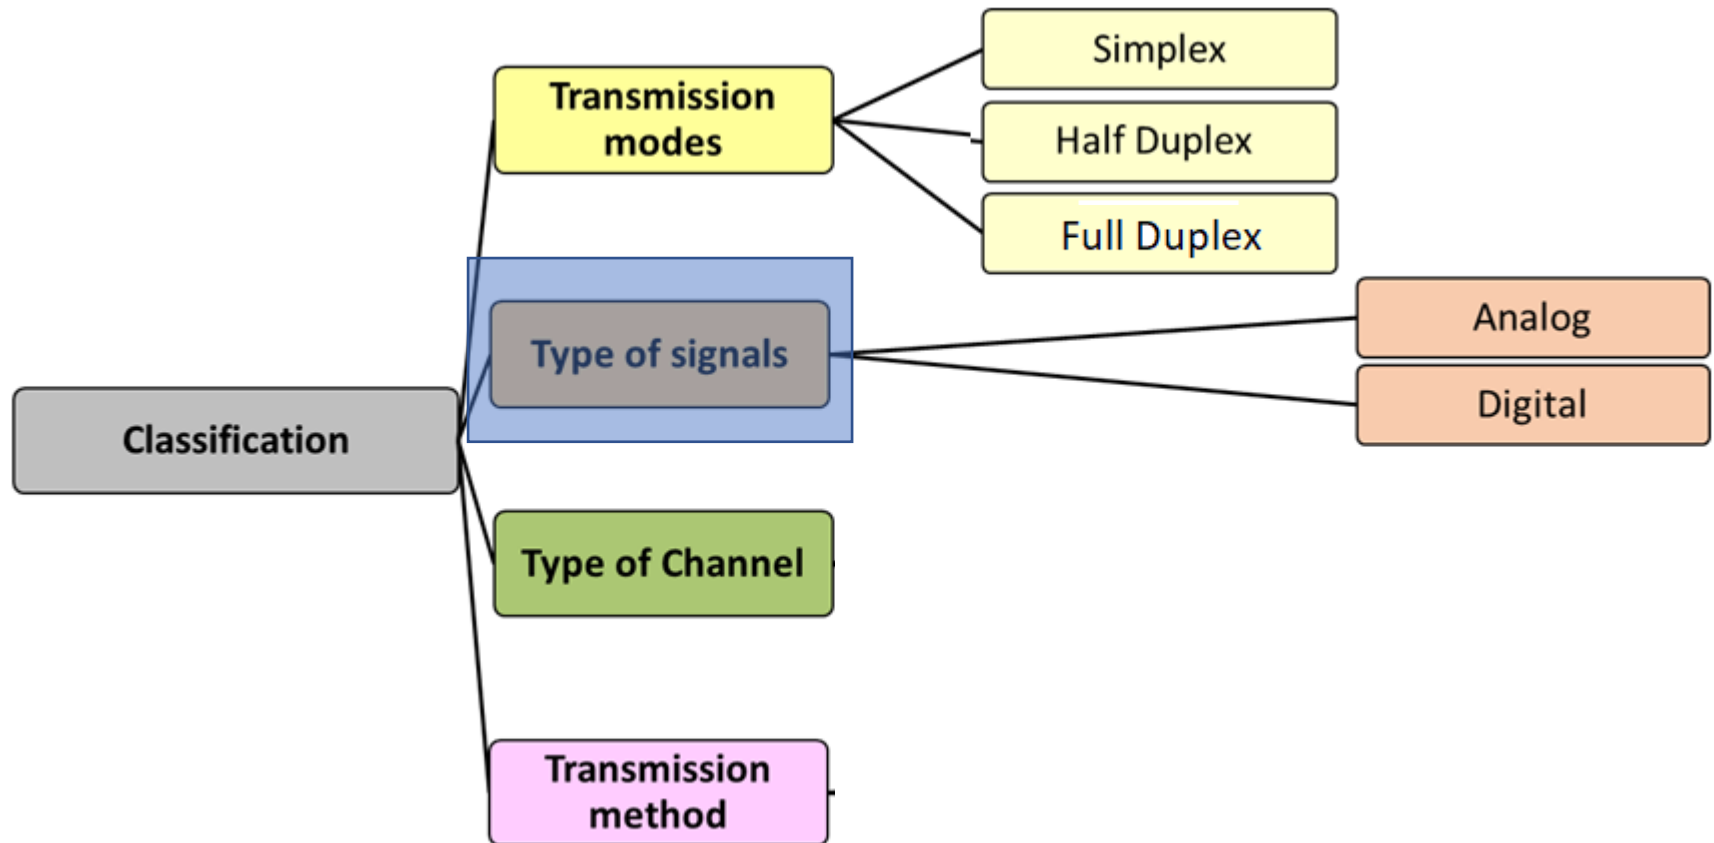 Classification
Transmission
modes
Simplex
Half Duplex
Full Duplex
Type of signals
Analog
Digital
Type of Channel
Transmission
method